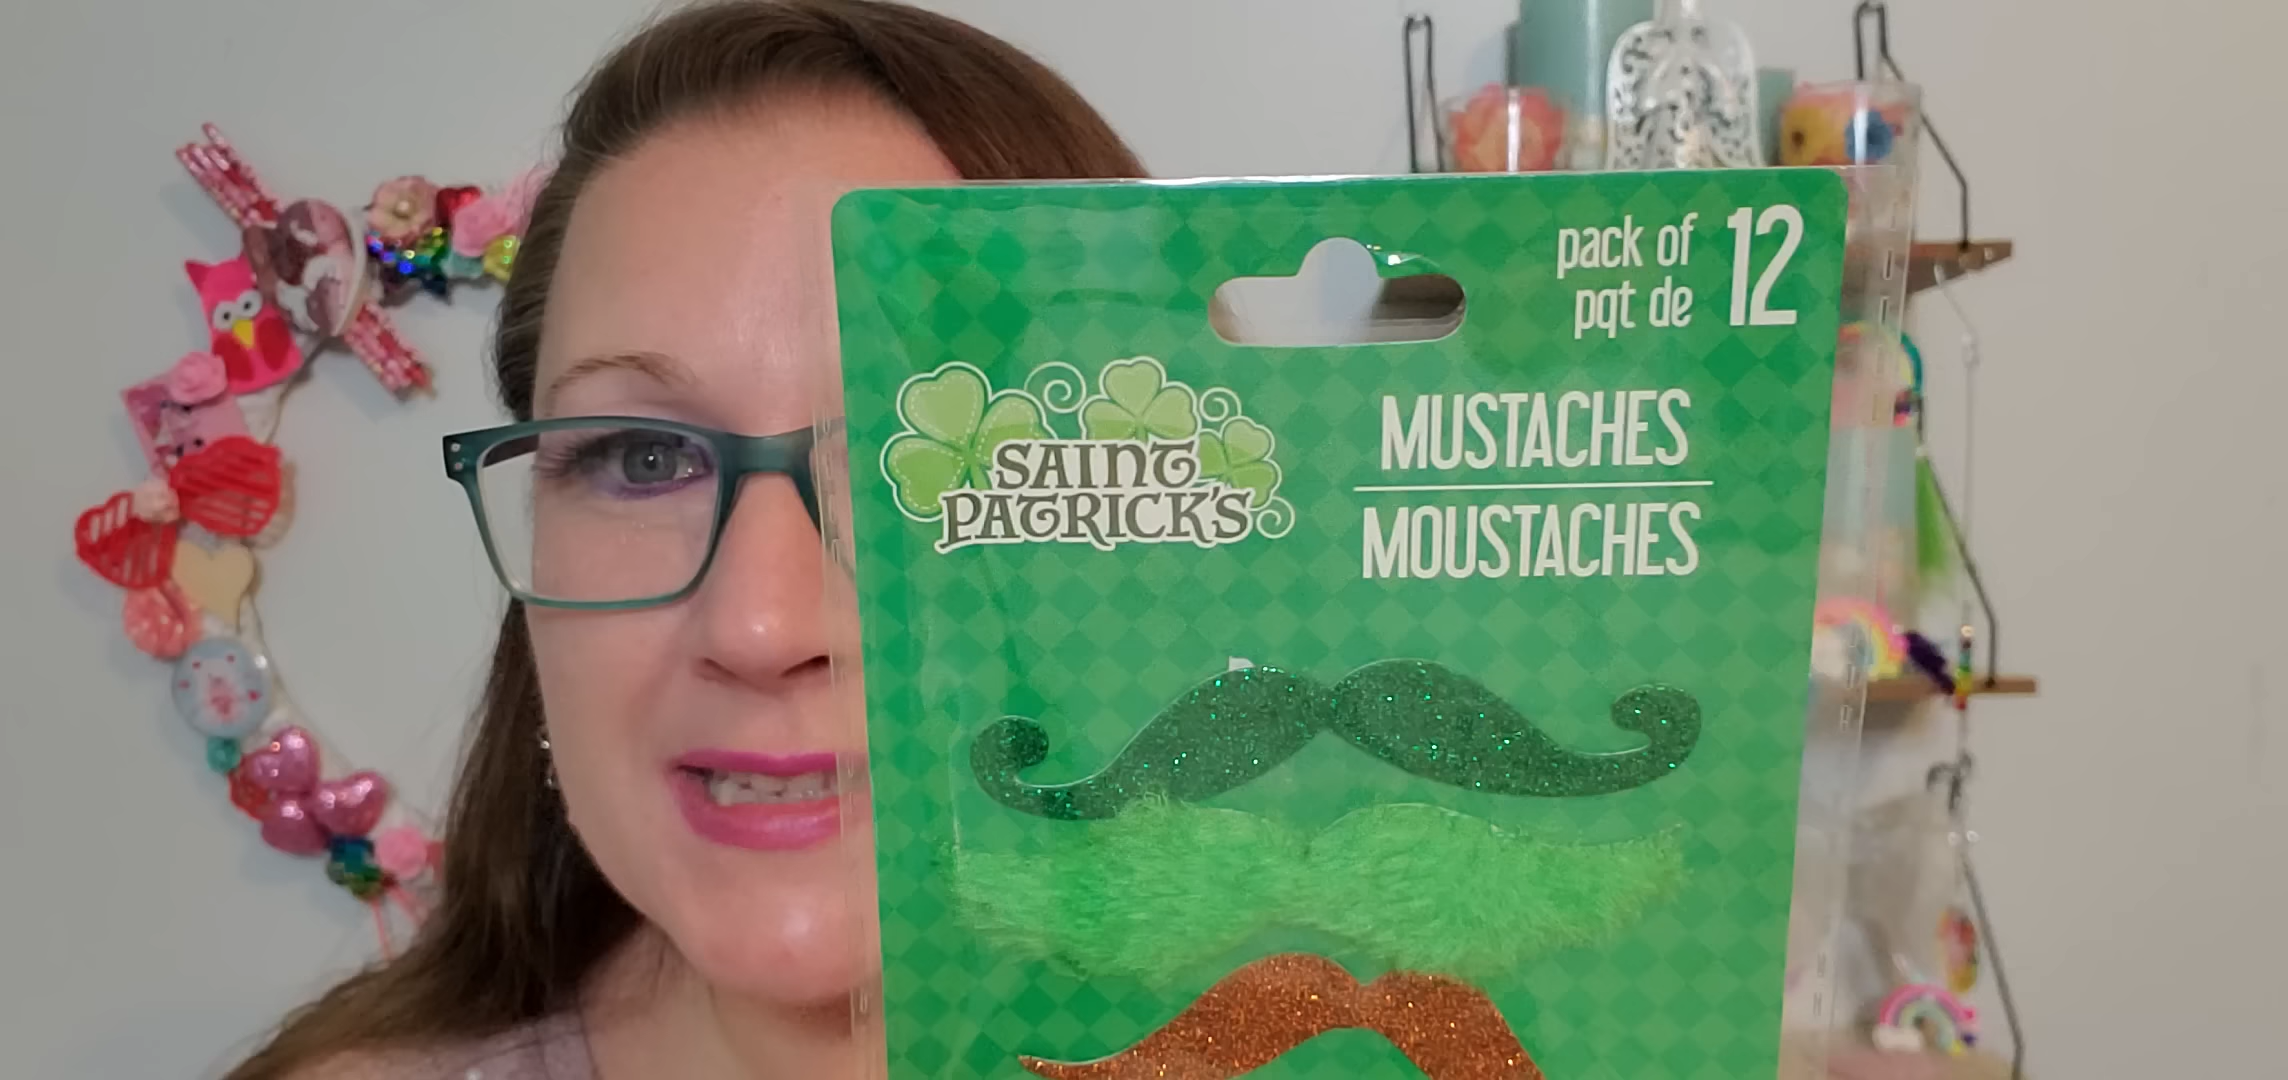 pack of 12
pqt de
SAINT
PATRICK'S
MUSTACHES
MOUSTACHES